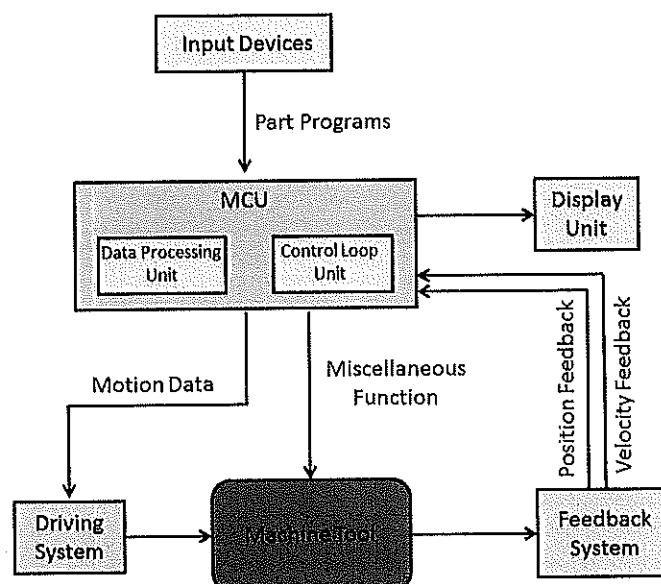 Input Devices
Part Programs
MCU
Data Processing
Unit
Control Loop
Unit
Display
Unit
Motion Data
Miscellaneous
Function
Position Feedback
Velocity Feedback
Driving
System
Machine Tool
Feedback
System